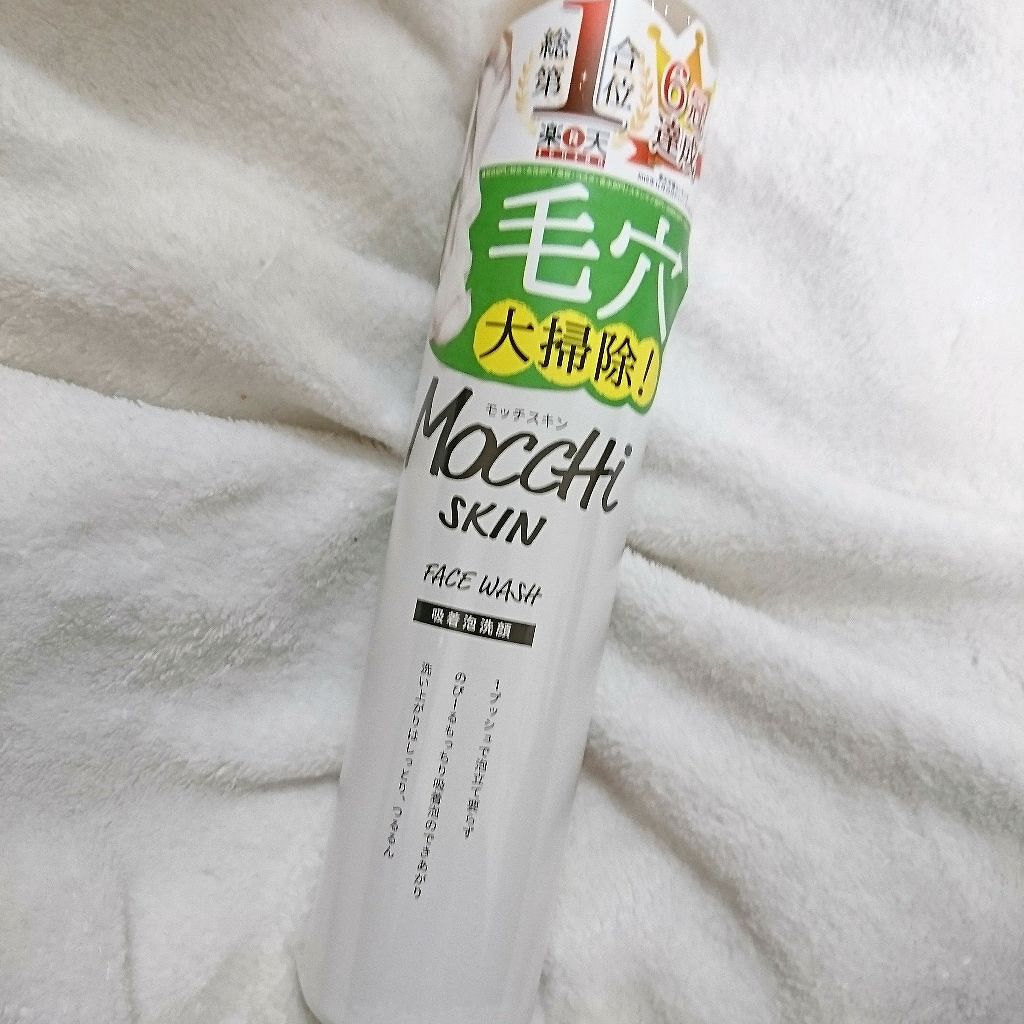 総合
第1位
楽天
6冠
達成
毛穴
大掃除!
モッチスキン
MOCCHi
SKIN
FACE WASH
吸着泡洗顔
1プッシュで泡立て要らず
のび〜るもっちり吸着泡のできあがり
洗い上がりはしっとり、つるるん